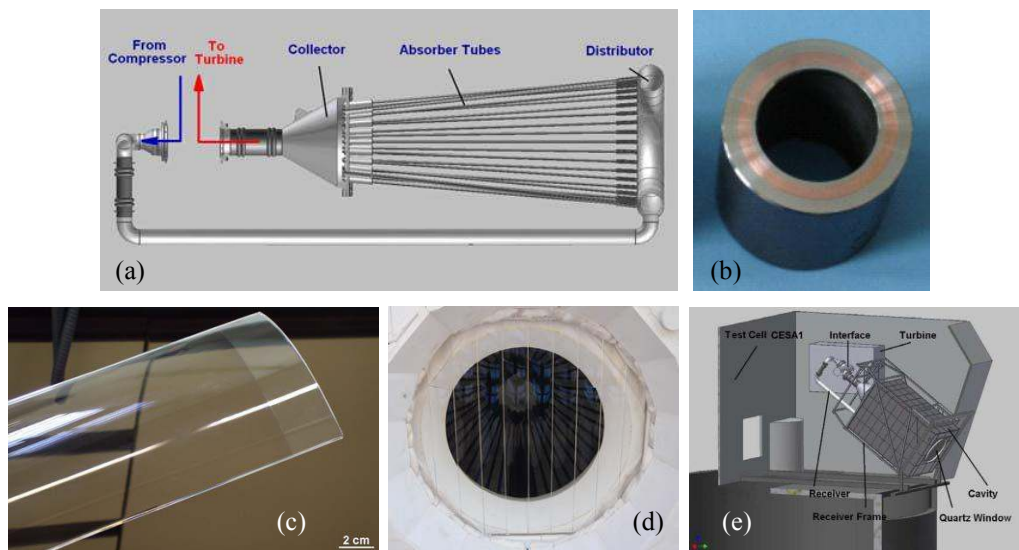 From
Compressor
To
Turbine
Collector
Absorber Tubes
Distributor
(a)
(b)
(c)
2 cm
(d)
Test Cell CESA1
Interface
Turbine
Receiver
Receiver Frame
Cavity
Quartz Window
(e)